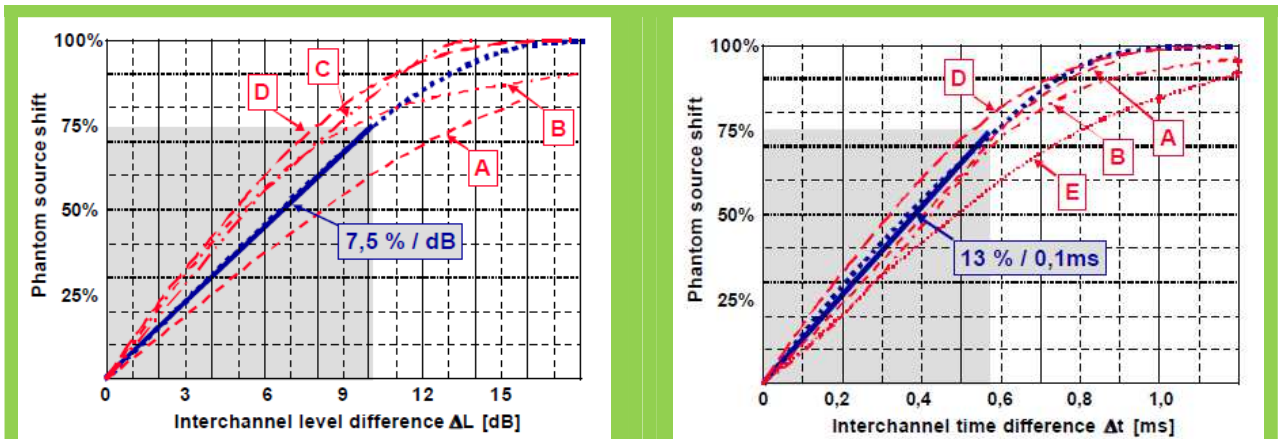 100%
75%
50%
25%
Phantom source shift
D
C
B
A
7,5 % / dB
0
3
6
9
12
15
Interchannel level difference ΔL [dB]
100%
75%
50%
25%
Phantom source shift
D
A
B
E
13 % / 0,1ms
0
0,2
0,4
0,6
0,8
1,0
Interchannel time difference Δt [ms]